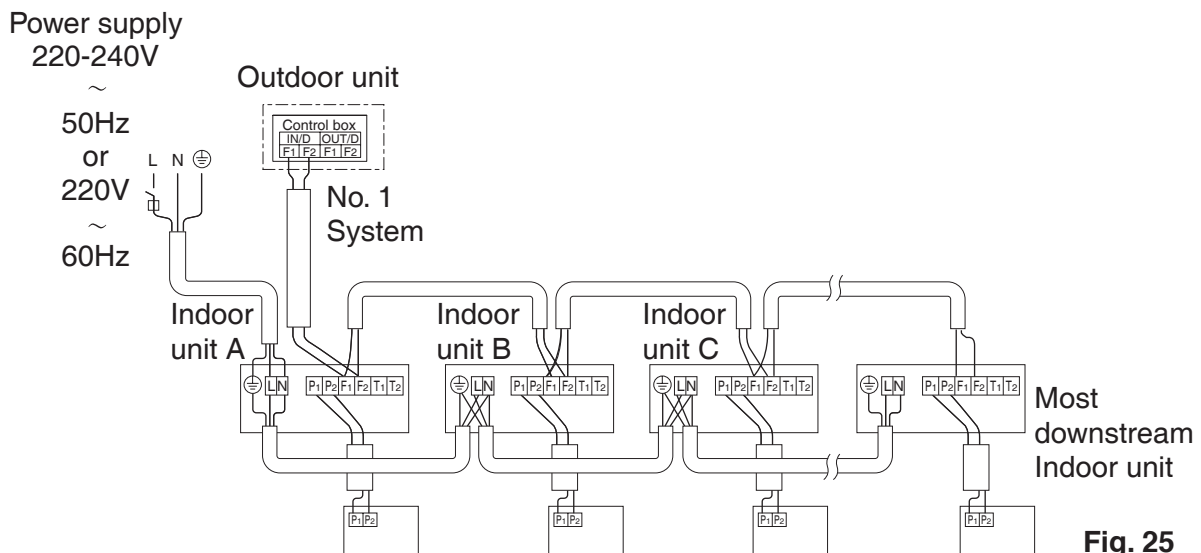 Power supply
220-240V
~
50Hz
or
220V
~
60Hz
L N
Outdoor unit
Control box
IN/D OUT/D
F1 F2 F1 F2
No. 1
System
Indoor
unit A
Indoor
unit B
Indoor
unit C
L N
P1 P2 F1 F2 T1 T2
L N
P1 P2 F1 F2 T1 T2
L N
P1 P2 F1 F2 T1 T2
L N
P1 P2 F1 F2 T1 T2
Most
downstream
Indoor unit
P1 P2
P1 P2
P1 P2
P1 P2
Fig. 25